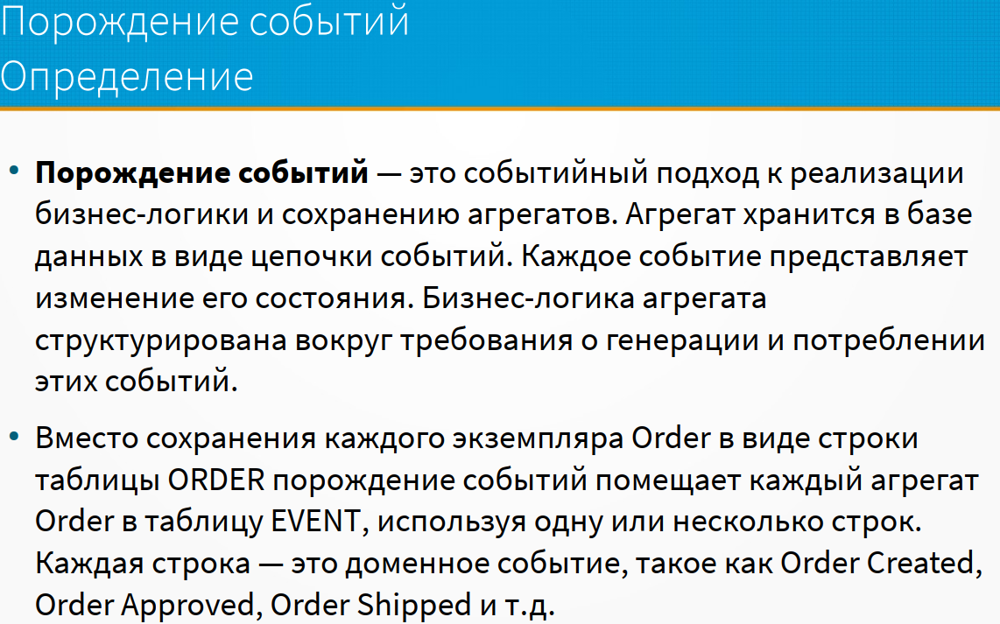 Порождение событий
Определение
• Порождение событий — это событийный подход к реализации
бизнес-логики и сохранению агрегатов. Агрегат хранится в базе
данных в виде цепочки событий. Каждое событие представляет
изменение его состояния. Бизнес-логика агрегата
структурирована вокруг требования о генерации и потреблении
этих событий.
• Вместо сохранения каждого экземпляра Order в виде строки
таблицы ORDER порождение событий помещает каждый агрегат
Order в таблицу EVENT, используя одну или несколько строк.
Каждая строка — это доменное событие, такое как Order Created,
Order Approved, Order Shipped и т.д.